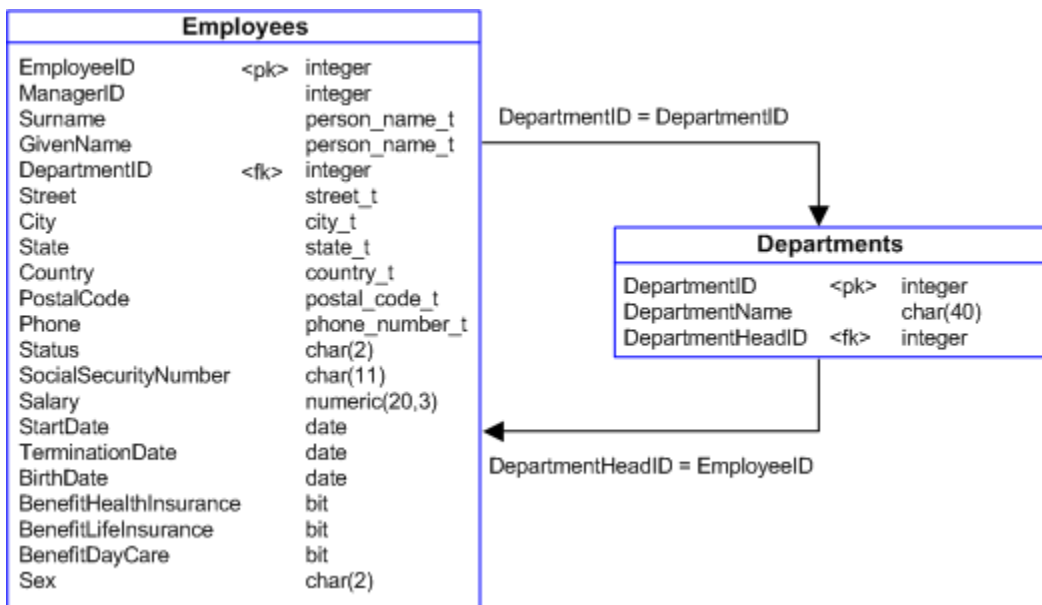 Employees
EmployeeID <pk> integer
ManagerID integer
Surname person_name_t
GivenName person_name_t
DepartmentID <fk> integer
Street street_t
City city_t
State state_t
Country country_t
PostalCode postal_code_t
Phone phone_number_t
Status char(2)
SocialSecurityNumber char(11)
Salary numeric(20,3)
StartDate date
TerminationDate date
BirthDate date
BenefitHealthInsurance bit
BenefitLifeInsurance bit
BenefitDayCare bit
Sex char(2)
DepartmentID = DepartmentID
Departments
DepartmentID <pk> integer
DepartmentName char(40)
DepartmentHeadID <fk> integer
DepartmentHeadID = EmployeeID